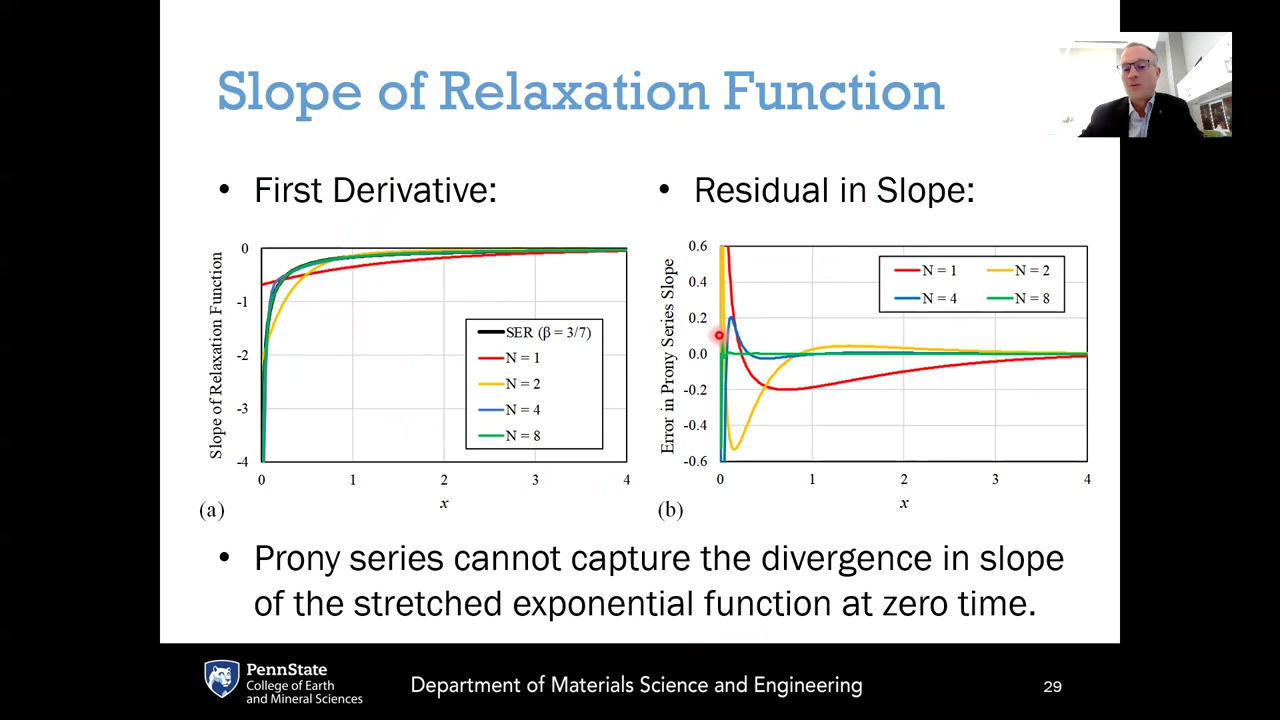 Slope of Relaxation Function
• First Derivative:
• Residual in Slope:
Slope of Relaxation Function
0
-1
-2
-3
-4
SER (β = 3/7)
N = 1
N = 2
N = 4
N = 8
0 1 2 3 4
x
(a)
Error in Prony Series Slope
0.6
0.4
0.2
0.0
-0.2
-0.4
-0.6
N = 1 N = 2
N = 4 N = 8
0 1 2 3 4
x
(b)
• Prony series cannot capture the divergence in slope
of the stretched exponential function at zero time.
PennState
College of Earth
and Mineral Sciences
Department of Materials Science and Engineering
29